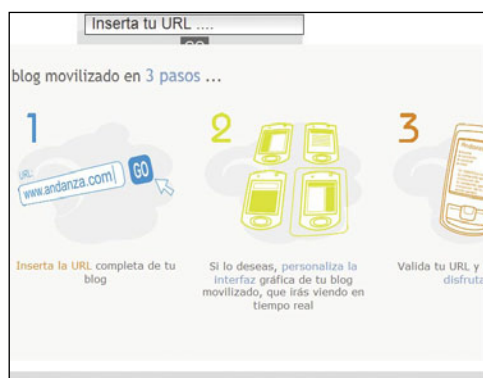 Inserta tu URL ....
GO
blog movilizado en 3 pasos ...
1
2
3
URL:
www.andanza.com
GO
Inserta la URL completa de tu
blog
Si lo deseas, personaliza la
interfaz gráfica de tu blog
movilizado, que irás viendo en
tiempo real
Valida tu URL y
disfruta